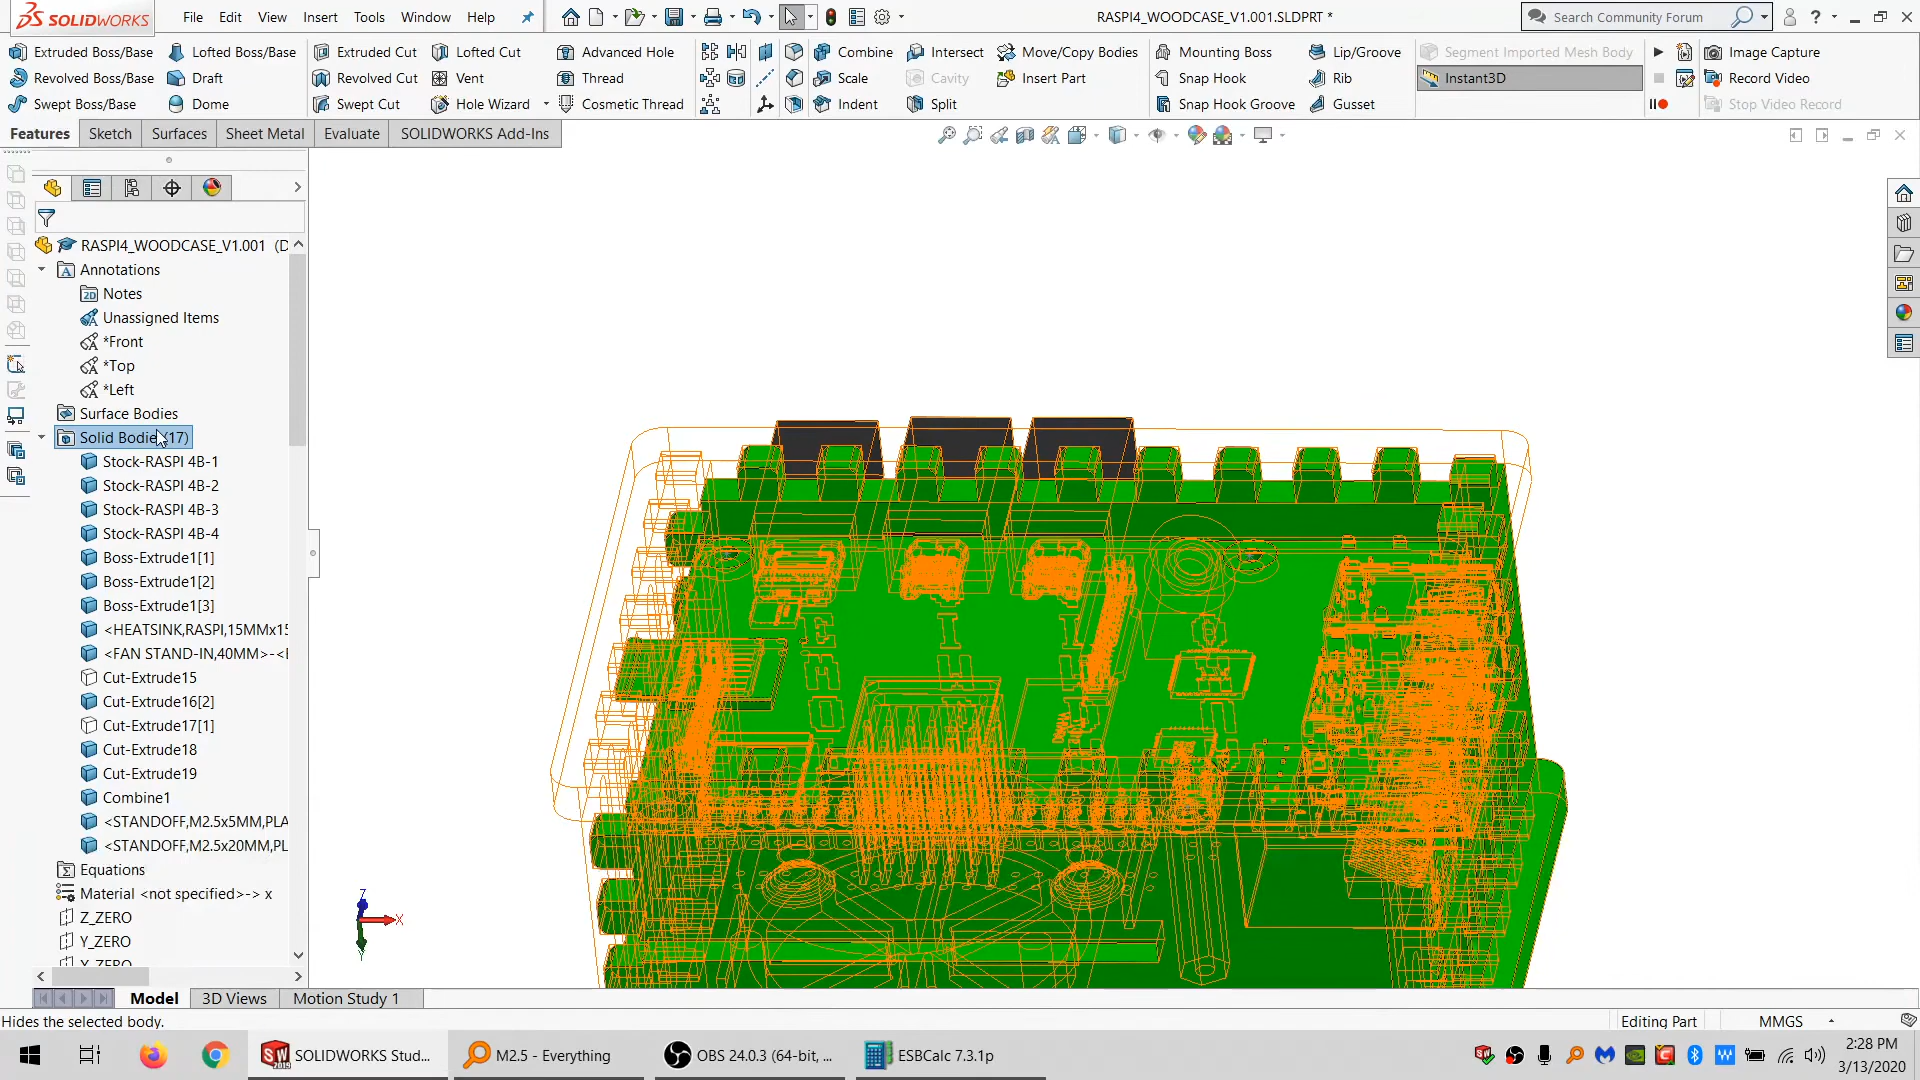 SOLIDWORKS
File Edit View Insert Tools Window Help
RASPI4_WOODCASE_V1.001.SLDPRT *
Search Community Forum
Extruded Boss/Base
Revolved Boss/Base
Swept Boss/Base
Lofted Boss/Base
Draft
Dome
Extruded Cut
Revolved Cut
Swept Cut
Lofted Cut
Vent
Hole Wizard
Advanced Hole
Thread
Cosmetic Thread
Combine
Scale
Indent
Intersect
Cavity
Split
Move/Copy Bodies
Insert Part
Mounting Boss
Snap Hook
Snap Hook Groove
Lip/Groove
Rib
Gusset
Segment Imported Mesh Body
Instant3D
Image Capture
Record Video
Stop Video Record
Features Sketch Surfaces Sheet Metal Evaluate SOLIDWORKS Add-Ins
RASPI4_WOODCASE_V1.001 (D
Annotations
Notes
Unassigned Items
*Front
*Top
*Left
Surface Bodies
Solid Bodie 17)
Stock-RASPI 4B-1
Stock-RASPI 4B-2
Stock-RASPI 4B-3
Stock-RASPI 4B-4
Boss-Extrude1[1]
Boss-Extrude1[2]
Boss-Extrude1[3]
<HEATSINK,RASPI,15MMx15
<FAN STAND-IN,40MM>-<
Cut-Extrude15
Cut-Extrude16[2]
Cut-Extrude17[1]
Cut-Extrude18
Cut-Extrude19
Combine1
<STANDOFF,M2.5x5MM,PLA
<STANDOFF,M2.5x20MM,PL
Equations
Material <not specified>-> x
Z_ZERO
Y_ZERO
Z
X
Y
Model 3D Views Motion Study 1
Hides the selected body.
Editing Part
MMGS
SOLIDWORKS Stud...
M2.5 - Everything
OBS 24.0.3 (64-bit, ...
ESBCalc 7.3.1p
2:28 PM
3/13/2020